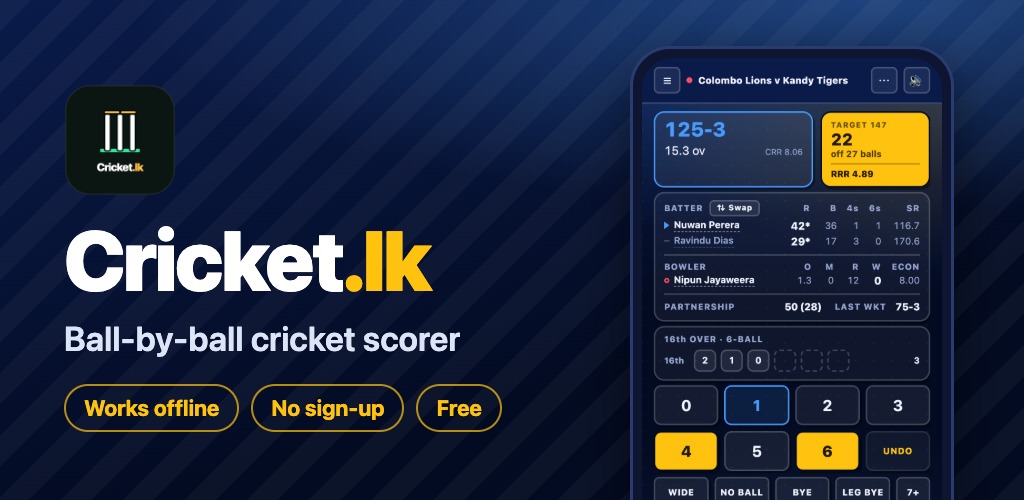 Cricket.lk
Cricket.lk
Ball-by-ball cricket scorer
Works offline No sign-up Free
Colombo Lions v Kandy Tigers
125-3
15.3 ov CRR 8.06
TARGET 147
22
off 27 balls
RRR 4.89
BATTER Swap R B 4s 6s SR
Nuwan Perera 42* 36 1 1 116.7
Ravindu Dias 29* 17 3 0 170.6
BOWLER O M R W ECON
Nipun Jayaweera 1.3 0 12 0 8.00
PARTNERSHIP 50 (28) LAST WKT 75-3
16th OVER · 6-BALL
16th 2 1 0 3
0 1 2 3
4 5 6 UNDO
WIDE NO BALL BYE LEG BYE 7+